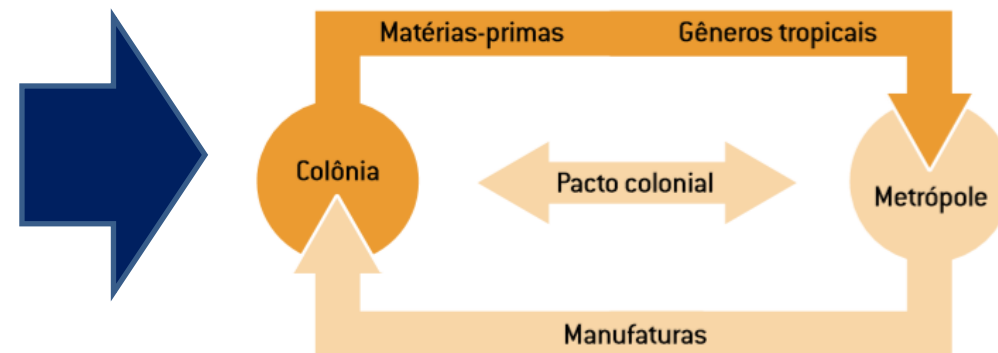 Matérias-primas
Gêneros tropicais
Colônia
Pacto colonial
Metrópole
Manufaturas